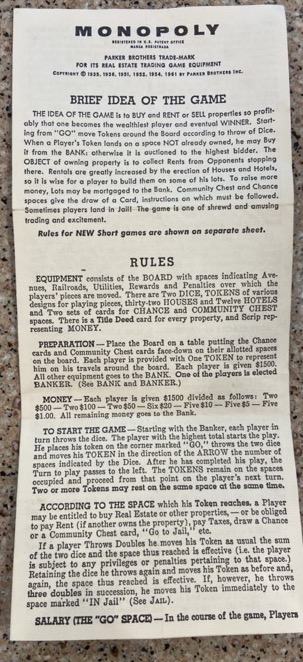 MONOPOLY
REGISTERED IN U.S. PATENT OFFICE
MARCA REGISTRADA
PARKER BROTHERS TRADE-MARK
FOR ITS REAL ESTATE TRADING GAME EQUIPMENT
COPYRIGHT © 1935, 1936, 1951, 1952, 1954, 1961 BY PARKER BROTHERS INC.
BRIEF IDEA OF THE GAME
THE IDEA OF THE GAME is to BUY and RENT or SELL properties so profit-
ably that one becomes the wealthiest player and eventual WINNER. Start-
ing from "GO" move Tokens around the Board according to throw of Dice.
When a Player's Token lands on a space NOT already owned, he may Buy
it from the BANK: otherwise it is auctioned to the highest bidder. The
OBJECT of owning property is to collect Rents from Opponents stopping
there. Rentals are greatly increased by the erection of Houses and Hotels,
so it is wise for a player to build them on some of his lots. To raise more
money, Lots may be mortgaged to the Bank. Community Chest and Chance
spaces give the draw of a Card, instructions on which must be followed.
Sometimes players land in Jail! The game is one of shrewd and amusing
trading and excitement.
Rules for NEW Short games are shown on separate sheet.
RULES
EQUIPMENT consists of the BOARD with spaces indicating Ave-
nues, Railroads, Utilities, Rewards and Penalties over which the
players' pieces are moved. There are Two DICE, TOKENS of various
designs for playing pieces, thirty-two HOUSES and Twelve HOTELS
and Two sets of cards for CHANCE and COMMUNITY CHEST
spaces. There is a Title Deed card for every property, and Scrip rep-
resenting MONEY.
PREPARATION — Place the Board on a table putting the Chance
cards and Community Chest cards face-down on their allotted spaces
on the board. Each player is provided with One TOKEN to represent
him on his travels around the board. Each player is given $1500.
All other equipment goes to the BANK. One of the players is elected
BANKER. (See BANK and BANKER.)
MONEY — Each player is given $1500 divided as follows: Two
$500 — Two $100 — Two $50 — Six $20 — Five $10 — Five $5 — Five
$1.00. All remaining money goes to the Bank.
TO START THE GAME — Starting with the Banker, each player in
turn throws the dice. The player with the highest total starts the play.
He places his token on the corner marked "GO," throws the two dice
and moves his TOKEN in the direction of the ARROW the number of
spaces indicated by the Dice. After he has completed his play, the
Turn to play passes to the left. The TOKENS remain on the spaces
occupied and proceed from that point on the player's next turn.
Two or more Tokens may rest on the same space at the same time.
ACCORDING TO THE SPACE which his Token reaches, a Player
may be entitled to buy Real Estate or other properties, — or be obliged
to pay Rent (if another owns the property), pay Taxes, draw a Chance
or a Community Chest card, "Go to Jail," etc.
If a player Throws Doubles he moves his Token as usual the sum
of the two dice and the space thus reached is effective (i.e. the player
is subject to any privileges or penalties pertaining to that space.)
Retaining the dice he throws again and moves his Token as before and,
again, the space thus reached is effective. If, however, he throws
three doubles in succession, he moves his Token immediately to the
space marked "IN Jail" (See JAIL).
SALARY (THE "GO" SPACE) — In the course of the game, Players